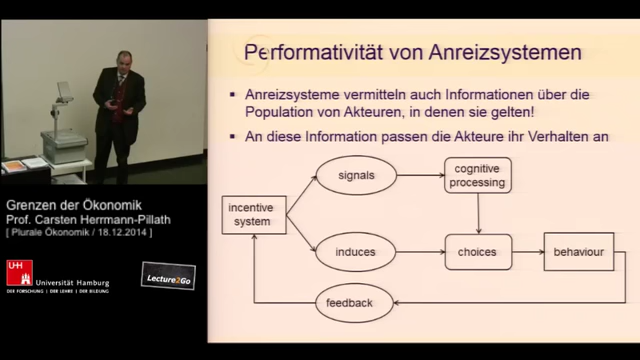 Performativität von Anreizsystemen
Anreizsysteme vermitteln auch Informationen über die
Population von Akteuren, in denen sie gelten!
An diese Information passen die Akteure ihr Verhalten an
signals
cognitive
processing
incentive
system
induces
choices
behaviour
feedback
Grenzen der Ökonomik
Prof. Carsten Herrmann-Pillath
[ Plurale Ökonomik / 18.12.2014 ]
UH
Universität Hamburg
DER FORSCHUNG | DER LEHRE | DER BILDUNG
Lecture2Go